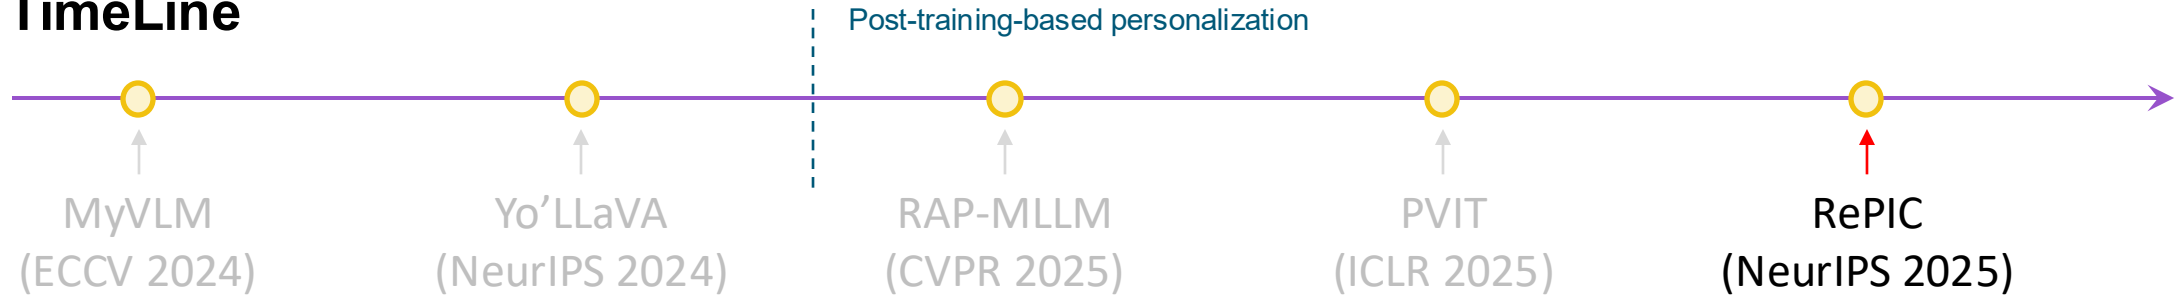 TimeLine
Post-training-based personalization
MyVLM
(ECCV 2024)
Yo’LLaVA
(NeurIPS 2024)
RAP-MLLM
(CVPR 2025)
PVIT
(ICLR 2025)
RePIC
(NeurIPS 2025)